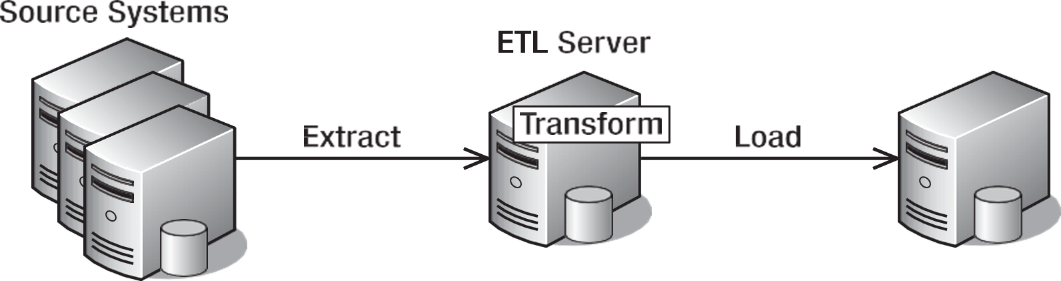 Source Systems
ETL Server
Transform
Extract
Load